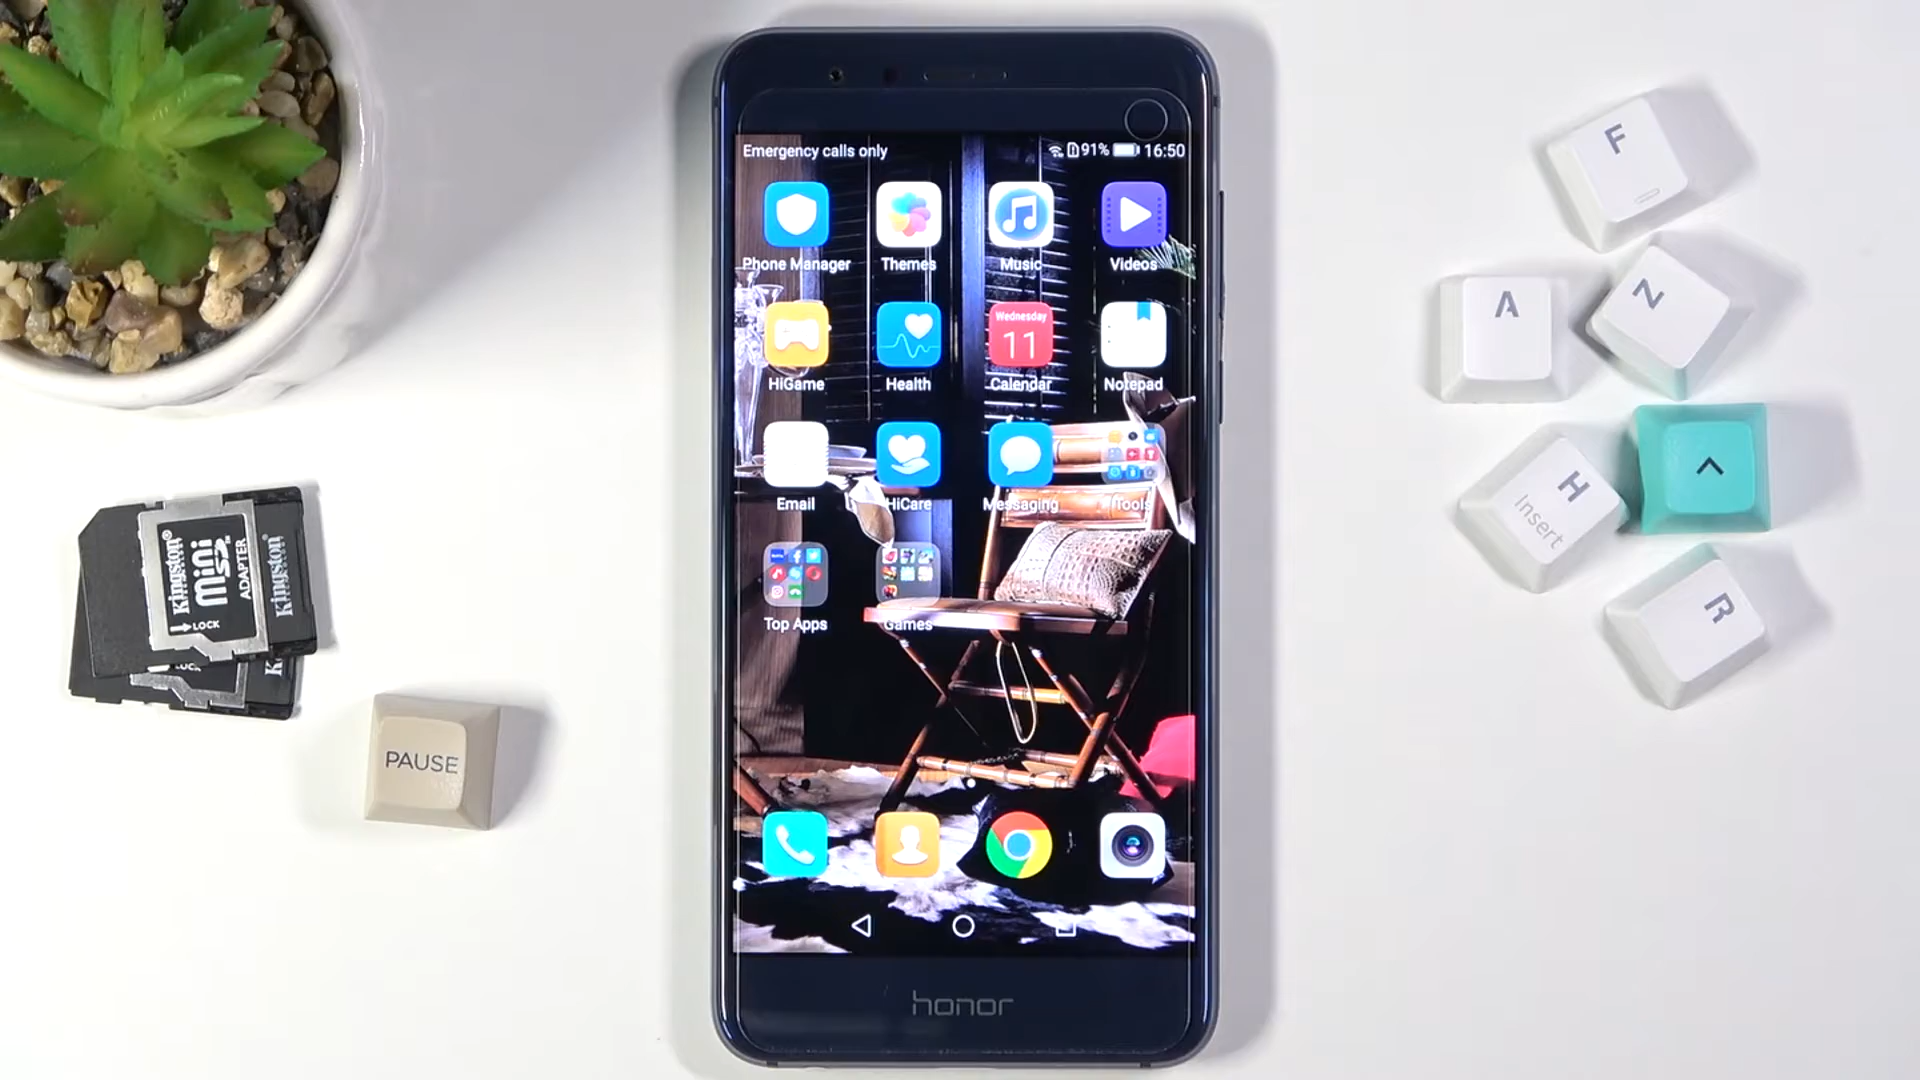 Emergency calls only
91% 16:50
Phone Manager
Themes
Music
Videos
Wednesday
11
HiGame
Health
Calendar
Notepad
Email
HiCare
Messaging
Tools
Top Apps
Games
honor
Kingston®
mini
SD
ADAPTER
LOCK
Kingston
LOCK
PAUSE
F
A
N
H
Insert
R